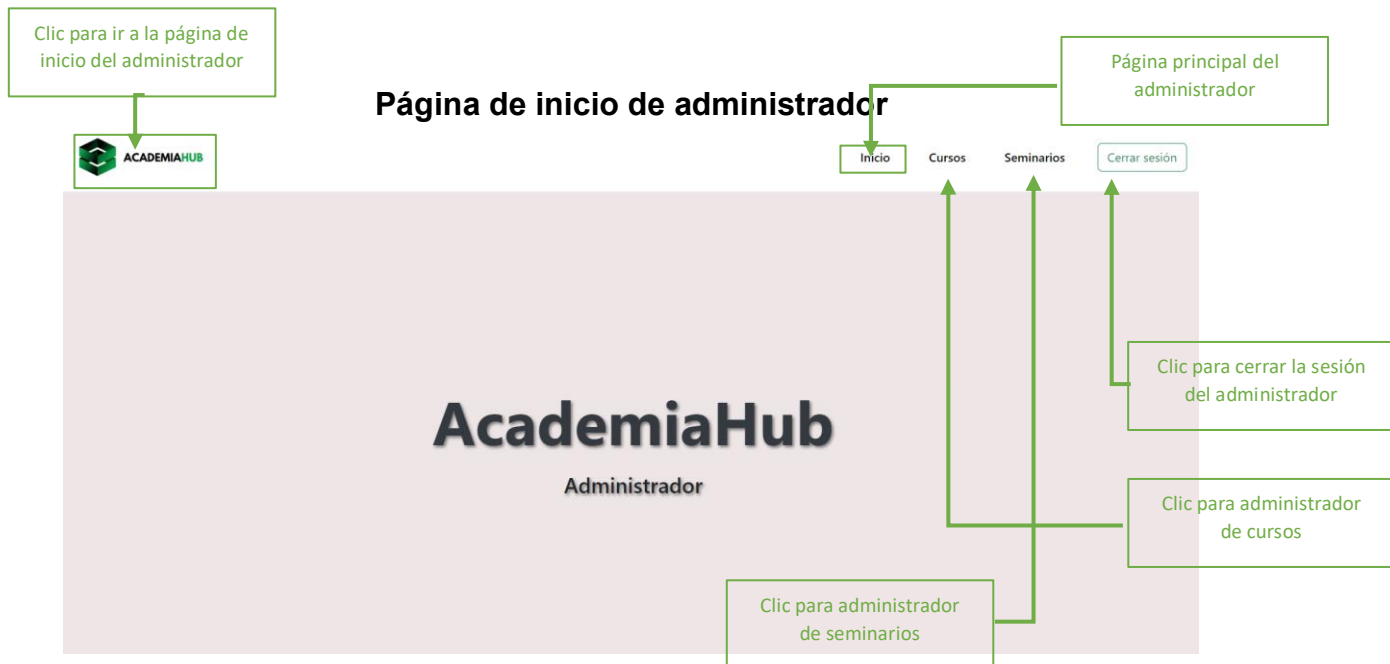 Clic para ir a la página de
inicio del administrador
Página principal del
administrador
Página de inicio de administrador
ACADEMIAHUB
Inicio
Cursos
Seminarios
Cerrar sesión
Clic para cerrar la sesión
del administrador
AcademiaHub
Administrador
Clic para administrador
de cursos
Clic para administrador
de seminarios